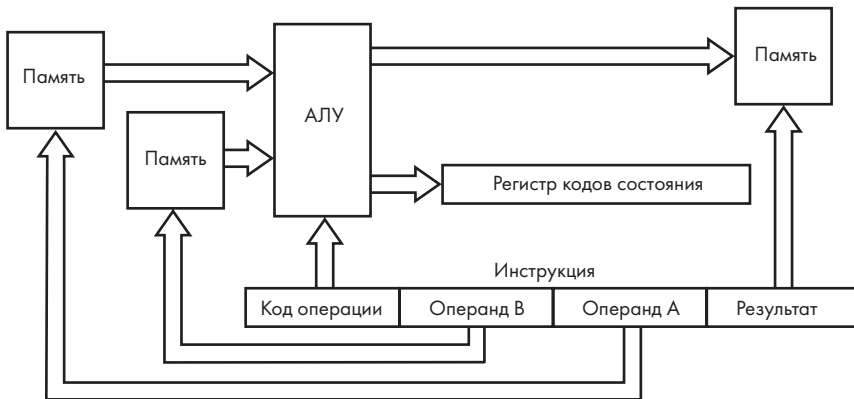 Память
Память
АЛУ
Память
Регистр кодов состояния
Инструкция
Код операции
Операнд B
Операнд A
Результат